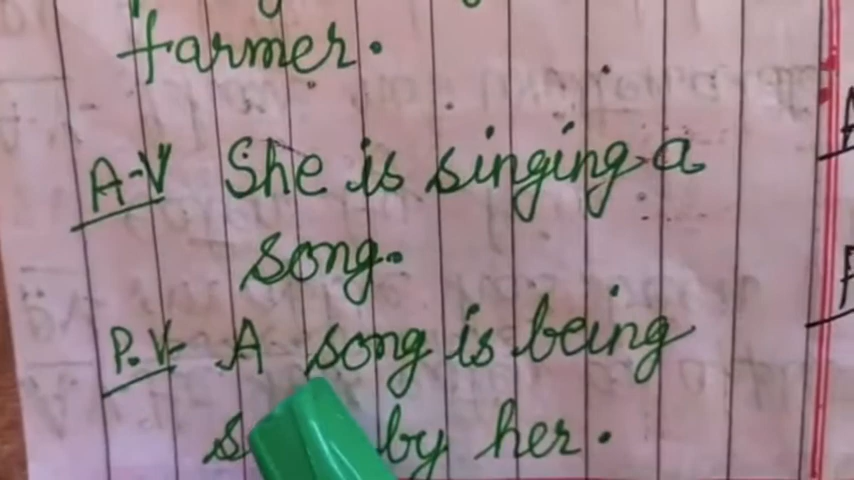 farmer.
A-V She is singing a
song.
P.V. A song is being
by her.